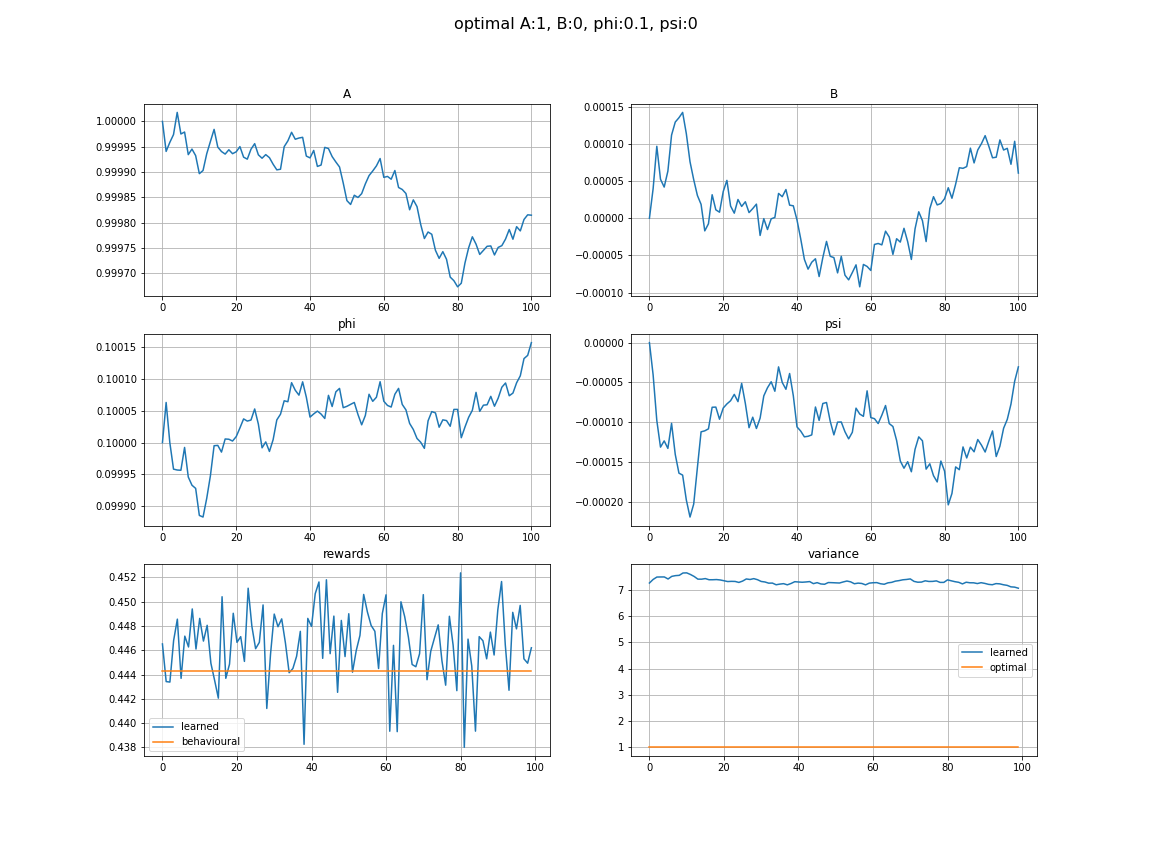 optimal A:1, B:0, phi:0.1, psi:0
A
1.00000
0.99995
0.99990
0.99985
0.99980
0.99975
0.99970
0 20 40 60 80 100
B
0.00015
0.00010
0.00005
0.00000
−0.00005
−0.00010
0 20 40 60 80 100
phi
0.10015
0.10010
0.10005
0.10000
0.09995
0.09990
0 20 40 60 80 100
psi
0.00000
−0.00005
−0.00010
−0.00015
−0.00020
0 20 40 60 80 100
rewards
0.452
0.450
0.448
0.446
0.444
0.442
0.440
0.438
learned
behavioural
0 20 40 60 80 100
variance
7
6
5
4
3
2
1
learned
optimal
0 20 40 60 80 100